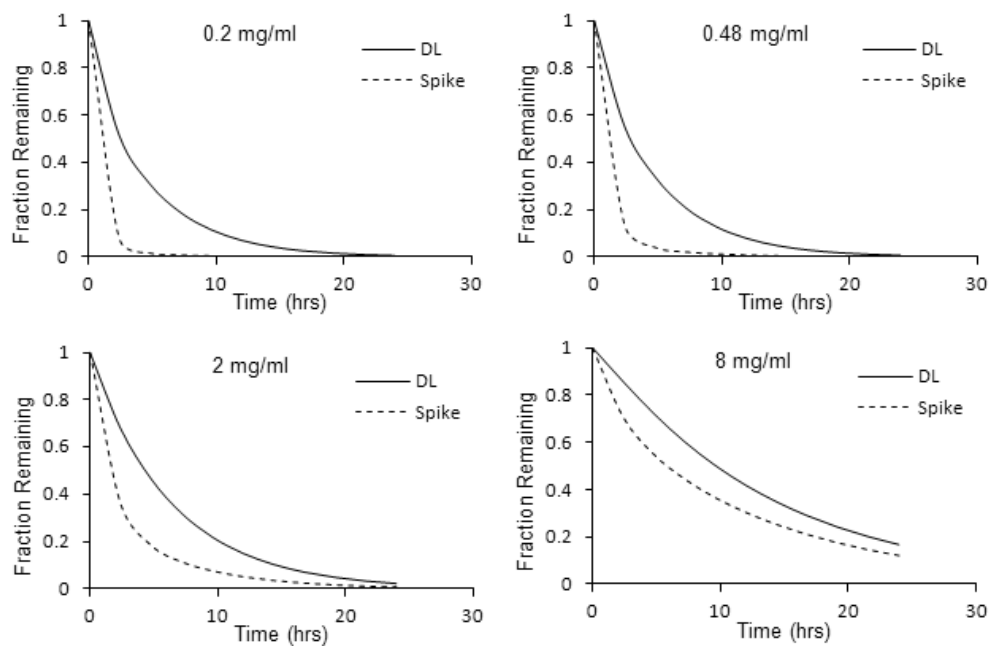 0.2 mg/ml
DL
Spike
Fraction Remaining
1
0.8
0.6
0.4
0.2
0
0 10 20 30
Time (hrs)
0.48 mg/ml
DL
Spike
Fraction Remaining
1
0.8
0.6
0.4
0.2
0
0 10 20 30
Time (hrs)
2 mg/ml
DL
Spike
Fraction Remaining
1
0.8
0.6
0.4
0.2
0
0 10 20 30
Time (hrs)
8 mg/ml
DL
Spike
Fraction Remaining
1
0.8
0.6
0.4
0.2
0
0 10 20 30
Time (hrs)